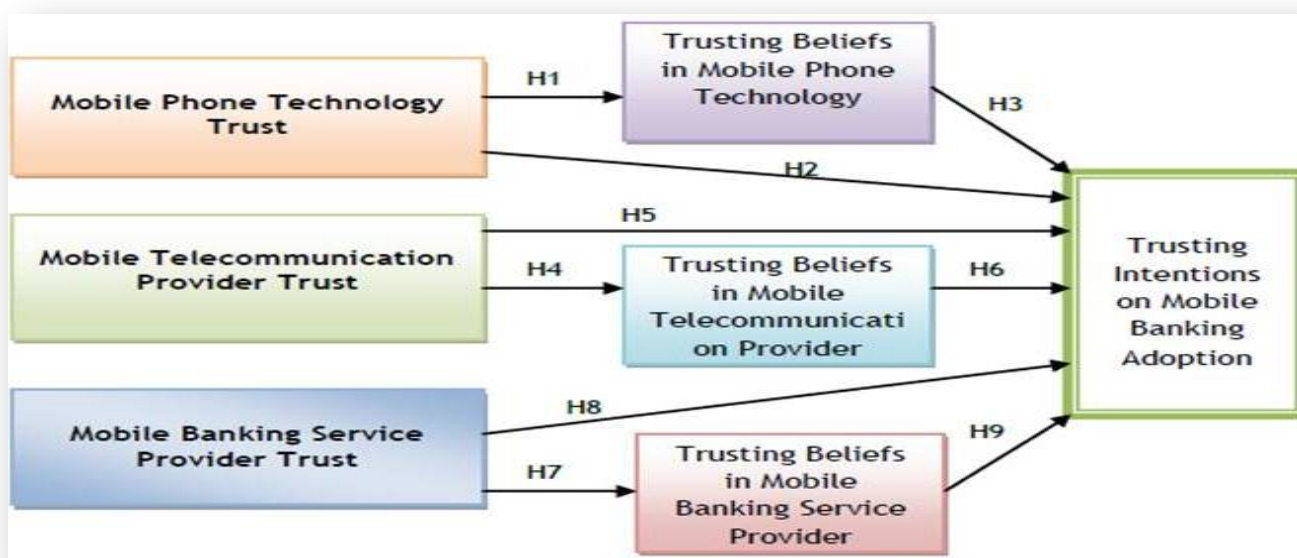 Mobile Phone Technology
Trust
H1
Trusting Beliefs
in Mobile Phone
Technology
H3
H2
Mobile Telecommunication
Provider Trust
H5
H4
Trusting Beliefs
in Mobile
Telecommunicati
on Provider
H6
Trusting
Intentions
on Mobile
Banking
Adoption
Mobile Banking Service
Provider Trust
H8
H7
Trusting Beliefs
in Mobile
Banking Service
Provider
H9